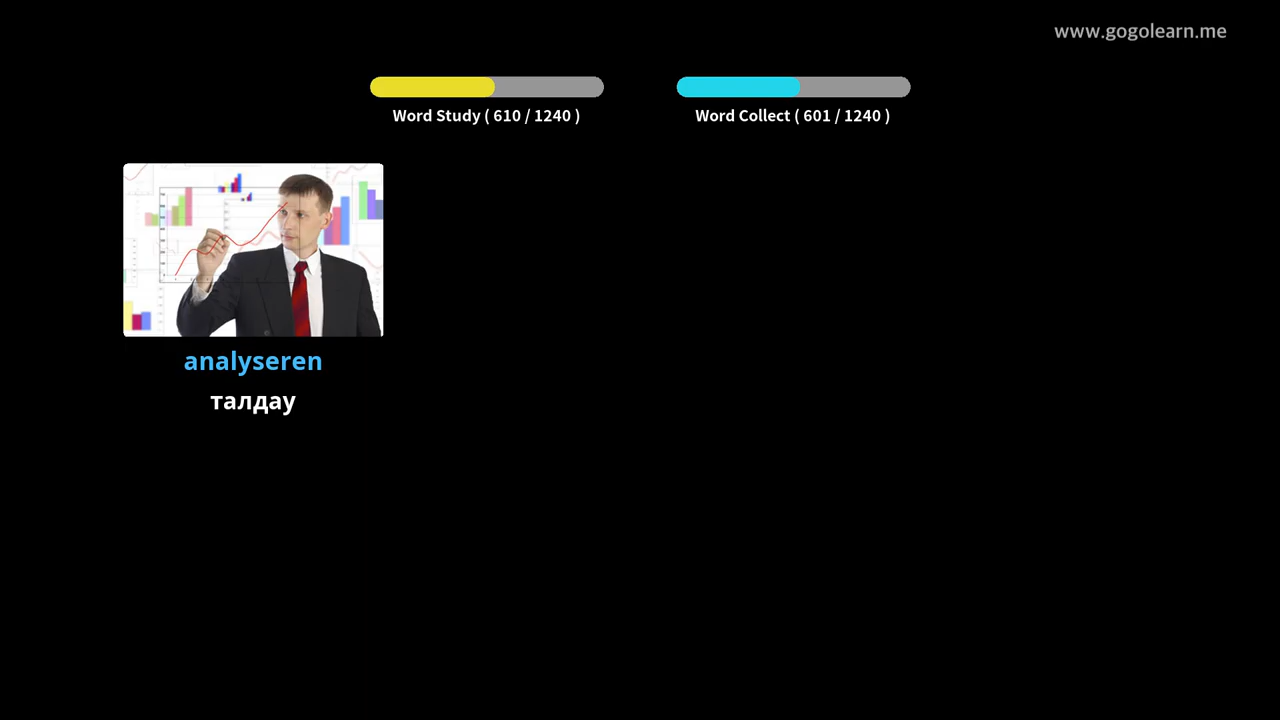 www.gogolearn.me
Word Study ( 610 / 1240 )
Word Collect ( 601 / 1240 )
analyseren
талдау